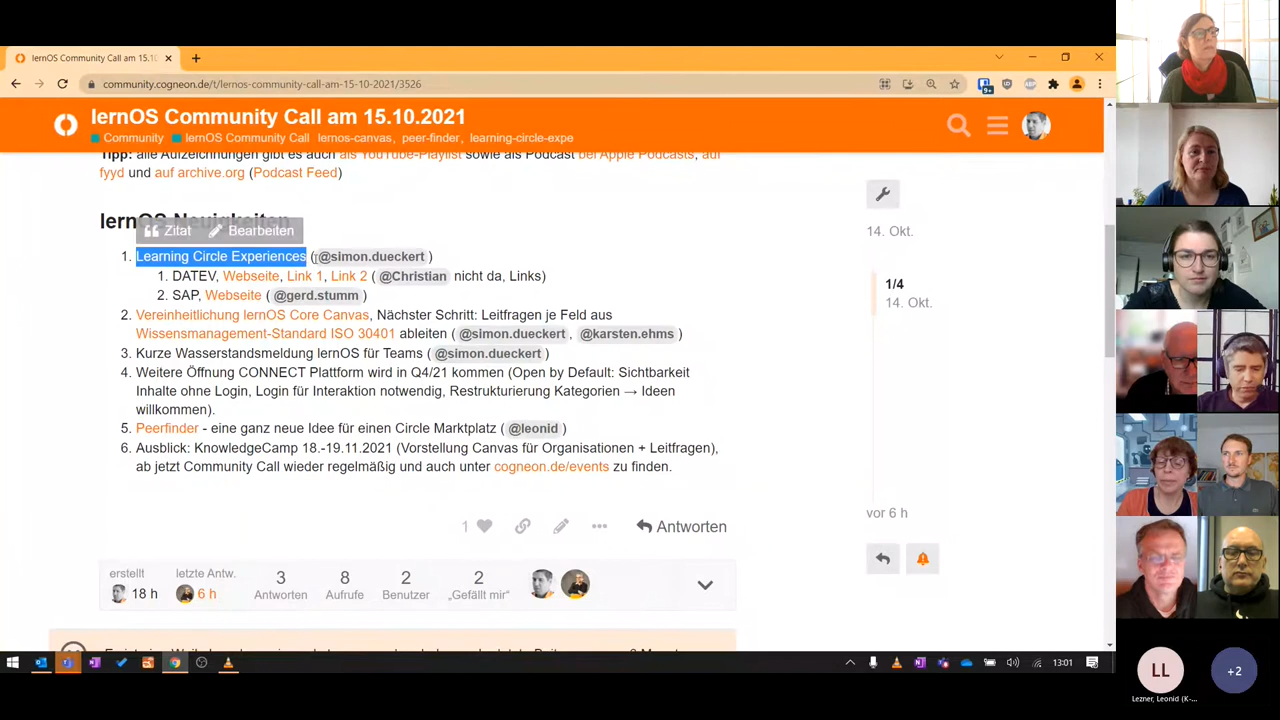 lernOS Community Call am 15.10
community.cogneon.de/t/lernos-community-call-am-15-10-2021/3526
9+
lernOS Community Call am 15.10.2021
Community lernOS Community Call lernos-canvas, peer-finder, learning-circle-expe
Tipp: alle Aufzeichnungen gibt es auch als YouTube-Playlist sowie als Podcast bei Apple Podcasts, auf
fyyd und auf archive.org (Podcast Feed)
lernOS Neuigkeiten
Zitat Bearbeiten
1. Learning Circle Experiences (@simon.dueckert )
1. DATEV, Webseite, Link 1, Link 2 ( @Christian nicht da, Links)
2. SAP, Webseite ( @gerd.stumm )
2. Vereinheitlichung lernOS Core Canvas, Nächster Schritt: Leitfragen je Feld aus
Wissensmanagement-Standard ISO 30401 ableiten ( @simon.dueckert , @karsten.ehms )
3. Kurze Wasserstandsmeldung lernOS für Teams ( @simon.dueckert )
4. Weitere Öffnung CONNECT Plattform wird in Q4/21 kommen (Open by Default: Sichtbarkeit
Inhalte ohne Login, Login für Interaktion notwendig, Restrukturierung Kategorien → Ideen
willkommen).
5. Peerfinder - eine ganz neue Idee für einen Circle Marktplatz ( @leonid )
6. Ausblick: KnowledgeCamp 18.-19.11.2021 (Vorstellung Canvas für Organisationen + Leitfragen),
ab jetzt Community Call wieder regelmäßig und auch unter cogneon.de/events zu finden.
1 Antworten
erstellt
18 h
letzte Antw.
6 h
3
Antworten
8
Aufrufe
2
Benutzer
2
„Gefällt mir“
14. Okt.
1/4
14. Okt.
vor 6 h
13:01
LL
Lezner, Leonid (K-...
+2